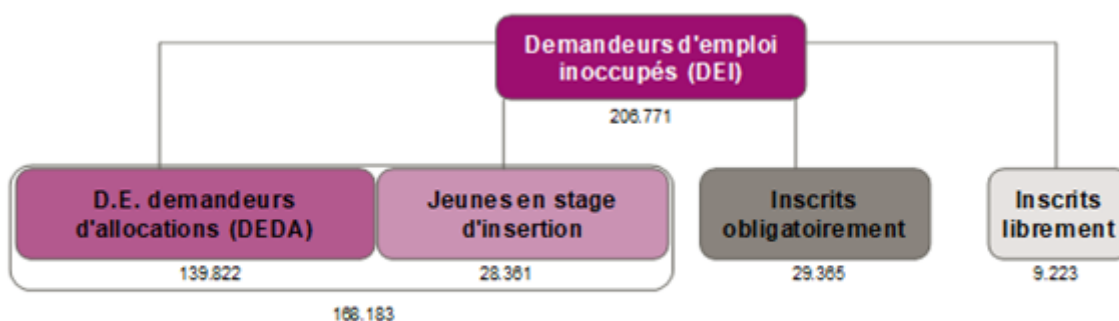 Demandeurs d'emploi
inoccupés (DEI)
206.771
D.E. demandeurs
d'allocations (DEDA)
Jeunes en stage
d'insertion
Inscrits
obligatoirement
Inscrits
librement
139.822
28.361
29.365
9.223
168.183